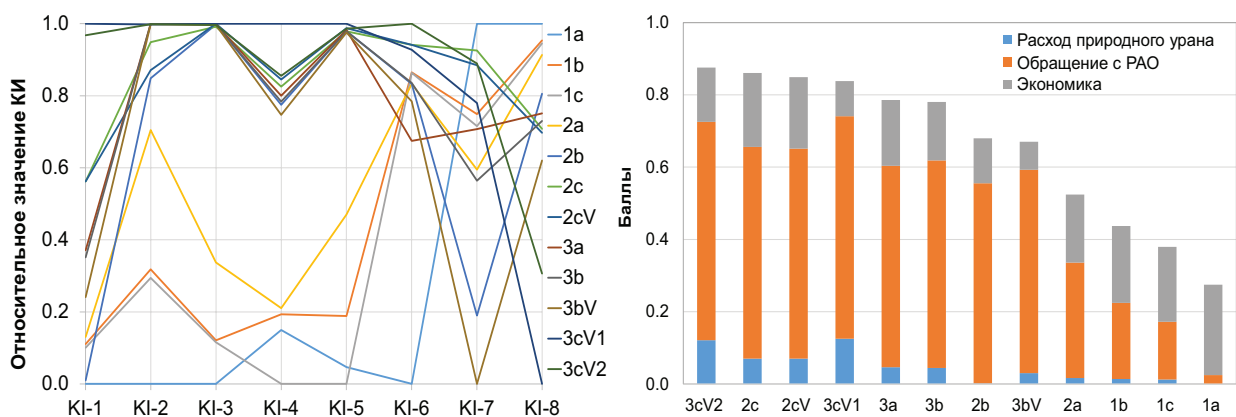 Относительное значение КИ
1.0
0.8
0.6
0.4
0.2
0.0
KI-1 KI-2 KI-3 KI-4 KI-5 KI-6 KI-7 KI-8
1a
1b
1c
2a
2b
2c
2cV
3a
3b
3bV
3cV1
3cV2
Баллы
1.0
0.8
0.6
0.4
0.2
0.0
Расход природного урана
Обращение с РАО
Экономика
3cV2 2c 2cV 3cV1 3a 3b 2b 3bV 2a 1b 1c 1a